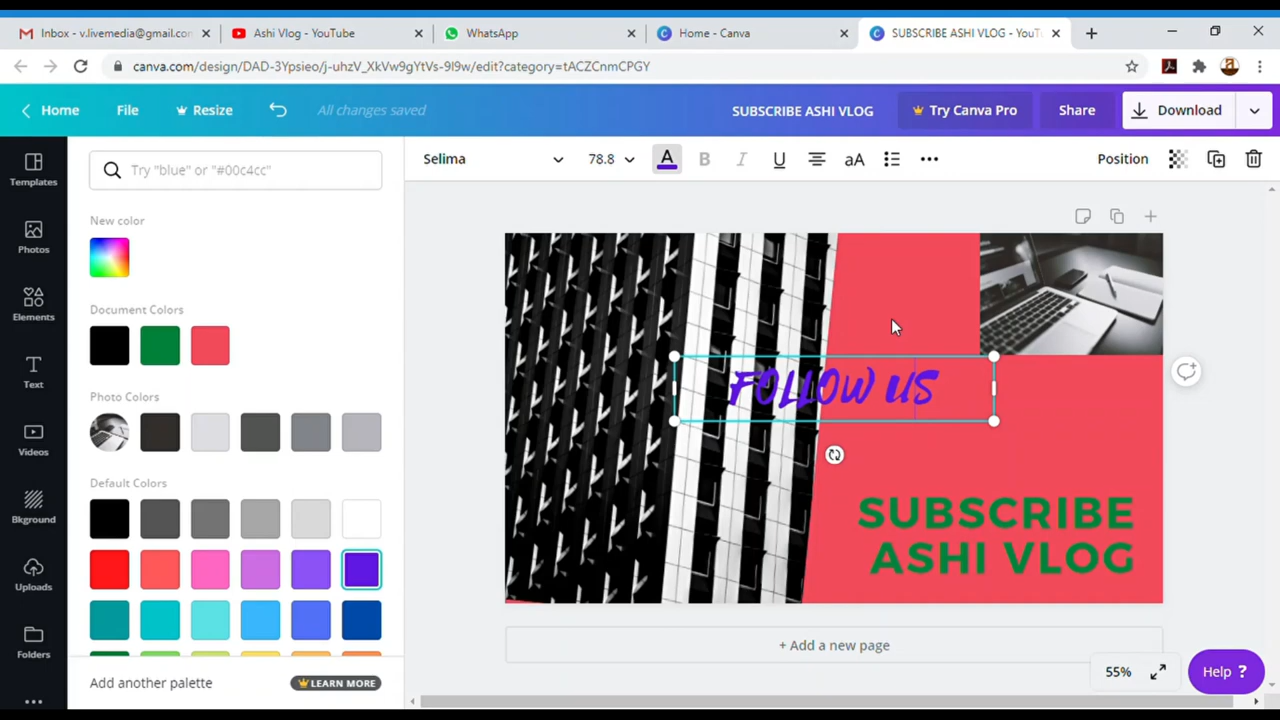 Inbox - v.livemedia@gmail.con
Ashi Vlog - YouTube
WhatsApp
Home - Canva
SUBSCRIBE ASHI VLOG - YouT
canva.com/design/DAD-3Ypsieo/j-uhzV_XkVw9gYtVs-9l9w/edit?category=tACZCnmCPGY
Home
File
Resize
All changes saved
SUBSCRIBE ASHI VLOG
Try Canva Pro
Share
Download
Templates
Photos
Elements
Text
Videos
Bkground
Uploads
Folders
Try "blue" or "#00c4cc"
New color
Document Colors
Photo Colors
Default Colors
Add another palette
LEARN MORE
Selima
78.8
A
B
I
U
aA
Position
FOLLOW US
SUBSCRIBE
ASHI VLOG
+ Add a new page
55%
Help ?